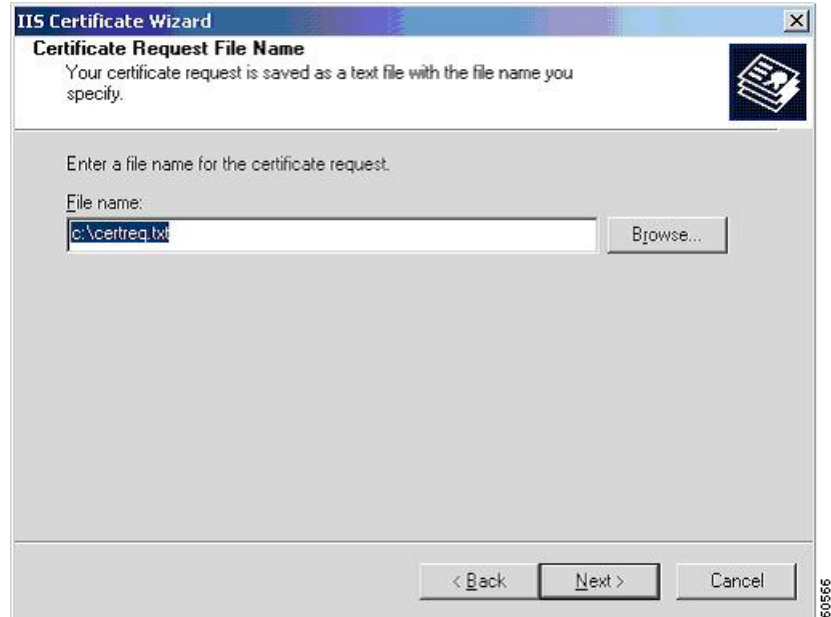 IIS Certificate Wizard
Certificate Request File Name
Your certificate request is saved as a text file with the file name you
specify.
Enter a file name for the certificate request.
File name:
c:\certreq.txt
Browse...
< Back
Next >
Cancel
60566